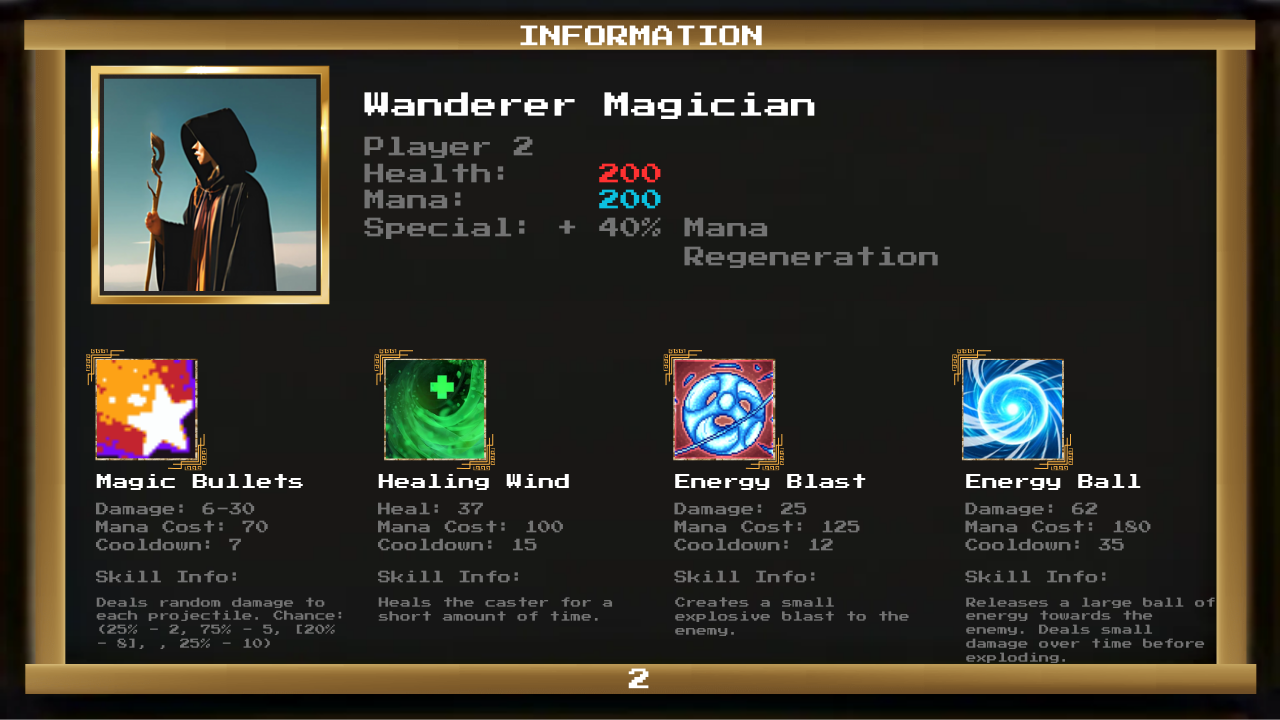 INFORMATION
Wanderer Magician
Player 2
Health: 200
Mana: 200
Special: + 40% Mana
Regeneration
Magic Bullets
Damage: 6-30
Mana Cost: 70
Cooldown: 7
Skill Info:
Deals random damage to
each projectile. Chance:
(25% - 2, 75% - 5, [20%
- 8], , 25% - 10)
Healing Wind
Heal: 37
Mana Cost: 100
Cooldown: 15
Skill Info:
Heals the caster for a
short amount of time.
Energy Blast
Damage: 25
Mana Cost: 125
Cooldown: 12
Skill Info:
Creates a small
explosive blast to the
enemy.
Energy Ball
Damage: 62
Mana Cost: 180
Cooldown: 35
Skill Info:
Releases a large ball of
energy towards the
enemy. Deals small
damage over time before
exploding.
2